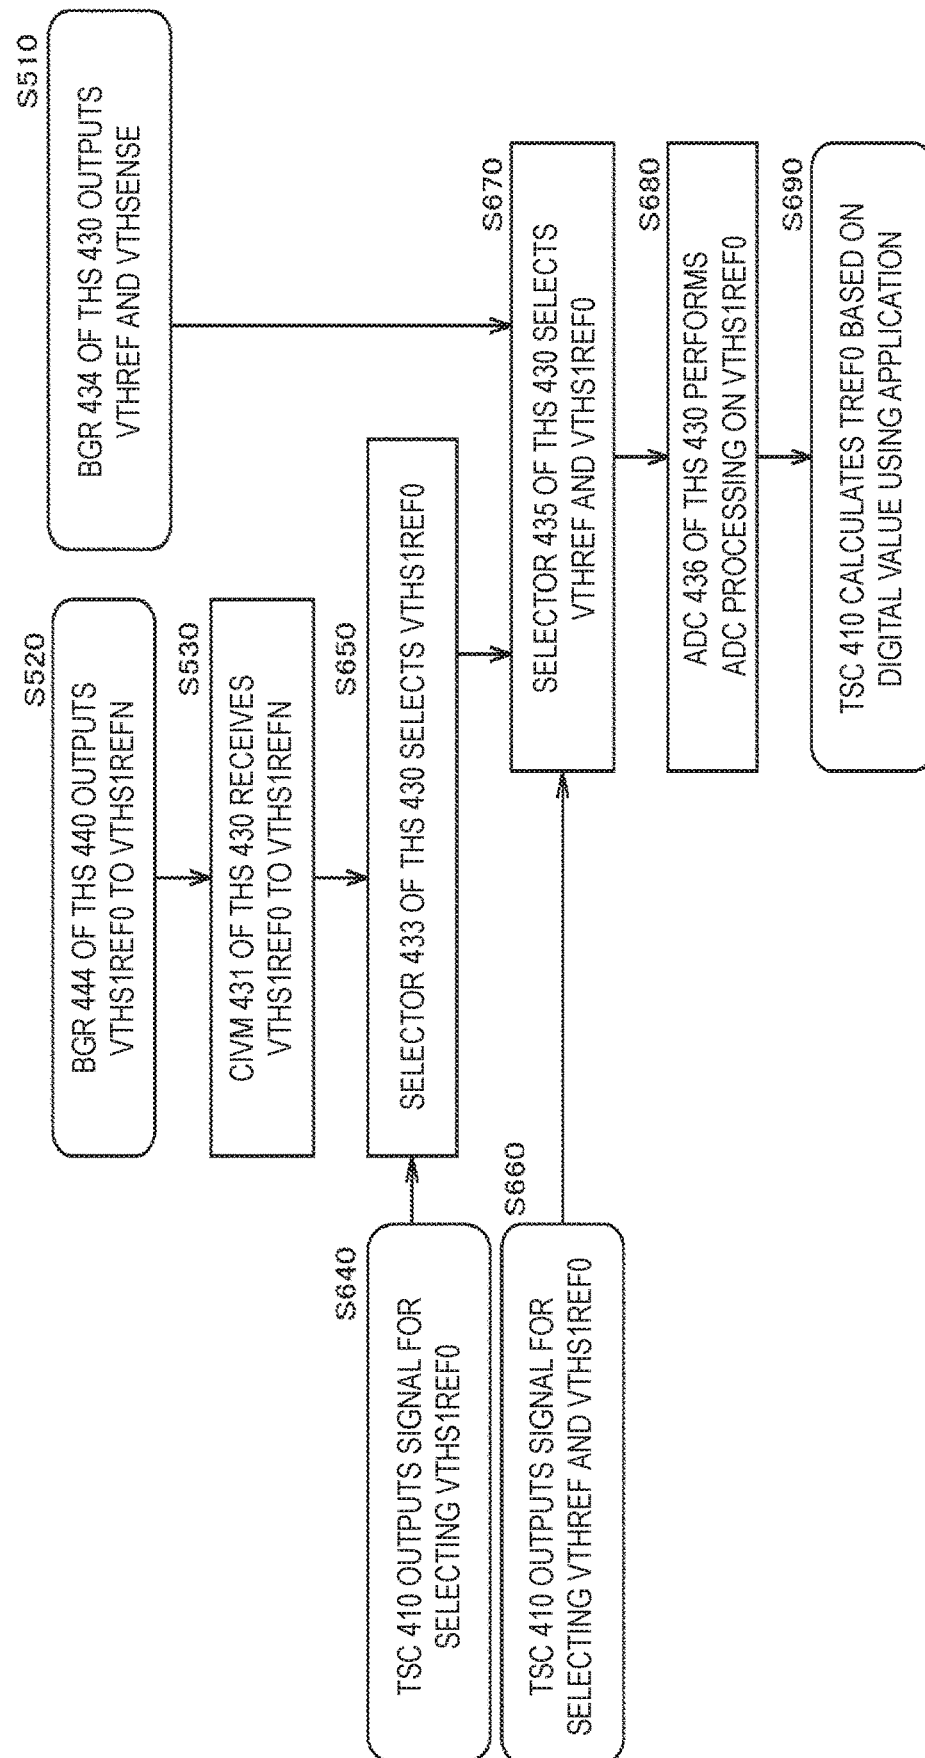 S510
BGR 434 OF THS 430 OUTPUTS
VTHREF AND VTHSENSE
S520
BGR 444 OF THS 440 OUTPUTS
VTHS1REF0 TO VTHS1REFN
S530
CIVM 431 OF THS 430 RECEIVES
VTHS1REF0 TO VTHS1REFN
S640
TSC 410 OUTPUTS SIGNAL FOR
SELECTING VTHS1REF0
S650
SELECTOR 433 OF THS 430 SELECTS VTHS1REF0
S660
TSC 410 OUTPUTS SIGNAL FOR
SELECTING VTHREF AND VTHS1REF0
S670
SELECTOR 435 OF THS 430 SELECTS
VTHREF AND VTHS1REF0
S680
ADC 436 OF THS 430 PERFORMS
ADC PROCESSING ON VTHS1REF0
S690
TSC 410 CALCULATES TREF0 BASED ON
DIGITAL VALUE USING APPLICATION